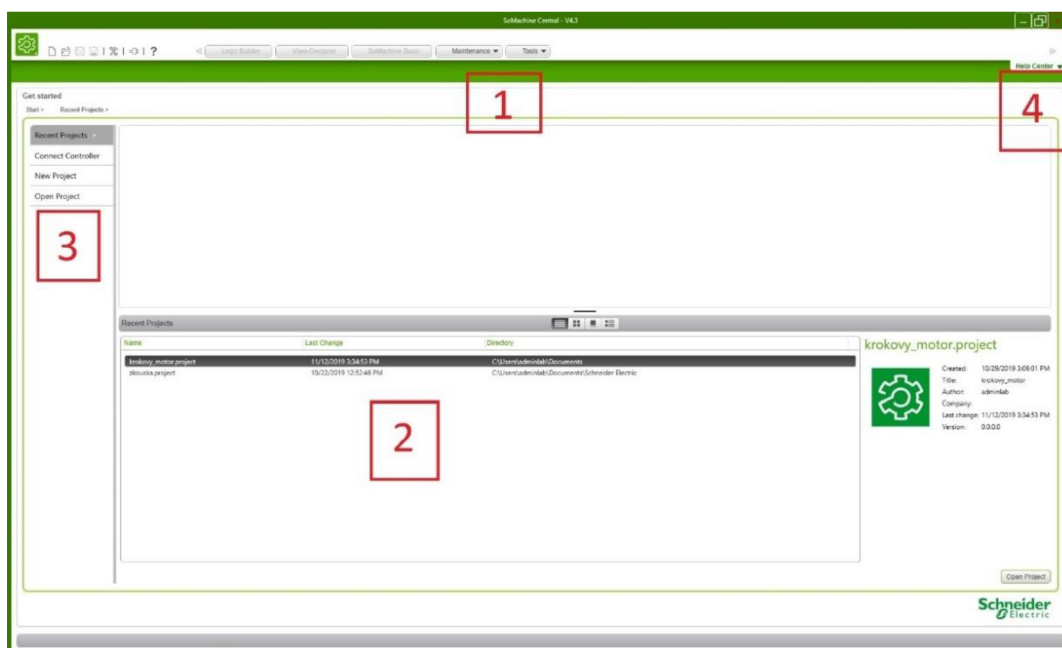 SoMachine Central - V4.3
?
Logic Builder
Vijeo-Designer
SoMachine Basic
Maintenance
Tools
Help Center
1
4
Get started
Start > Recent Projects >
Recent Projects >
Connect Controller
New Project
Open Project
3
Recent Projects
Name Last Change Directory
krokovy_motor.project 11/12/2019 3:34:53 PM C:\Users\adminlab\Documents
zkouska.project 10/22/2019 12:52:48 PM C:\Users\adminlab\Documents\Schneider Electric
2
krokovy_motor.project
Created: 10/29/2019 3:08:01 PM
Title: krokovy_motor
Author: adminlab
Company:
Last change: 11/12/2019 3:34:53 PM
Version: 0.0.0.0
Open Project
Schneider
Electric